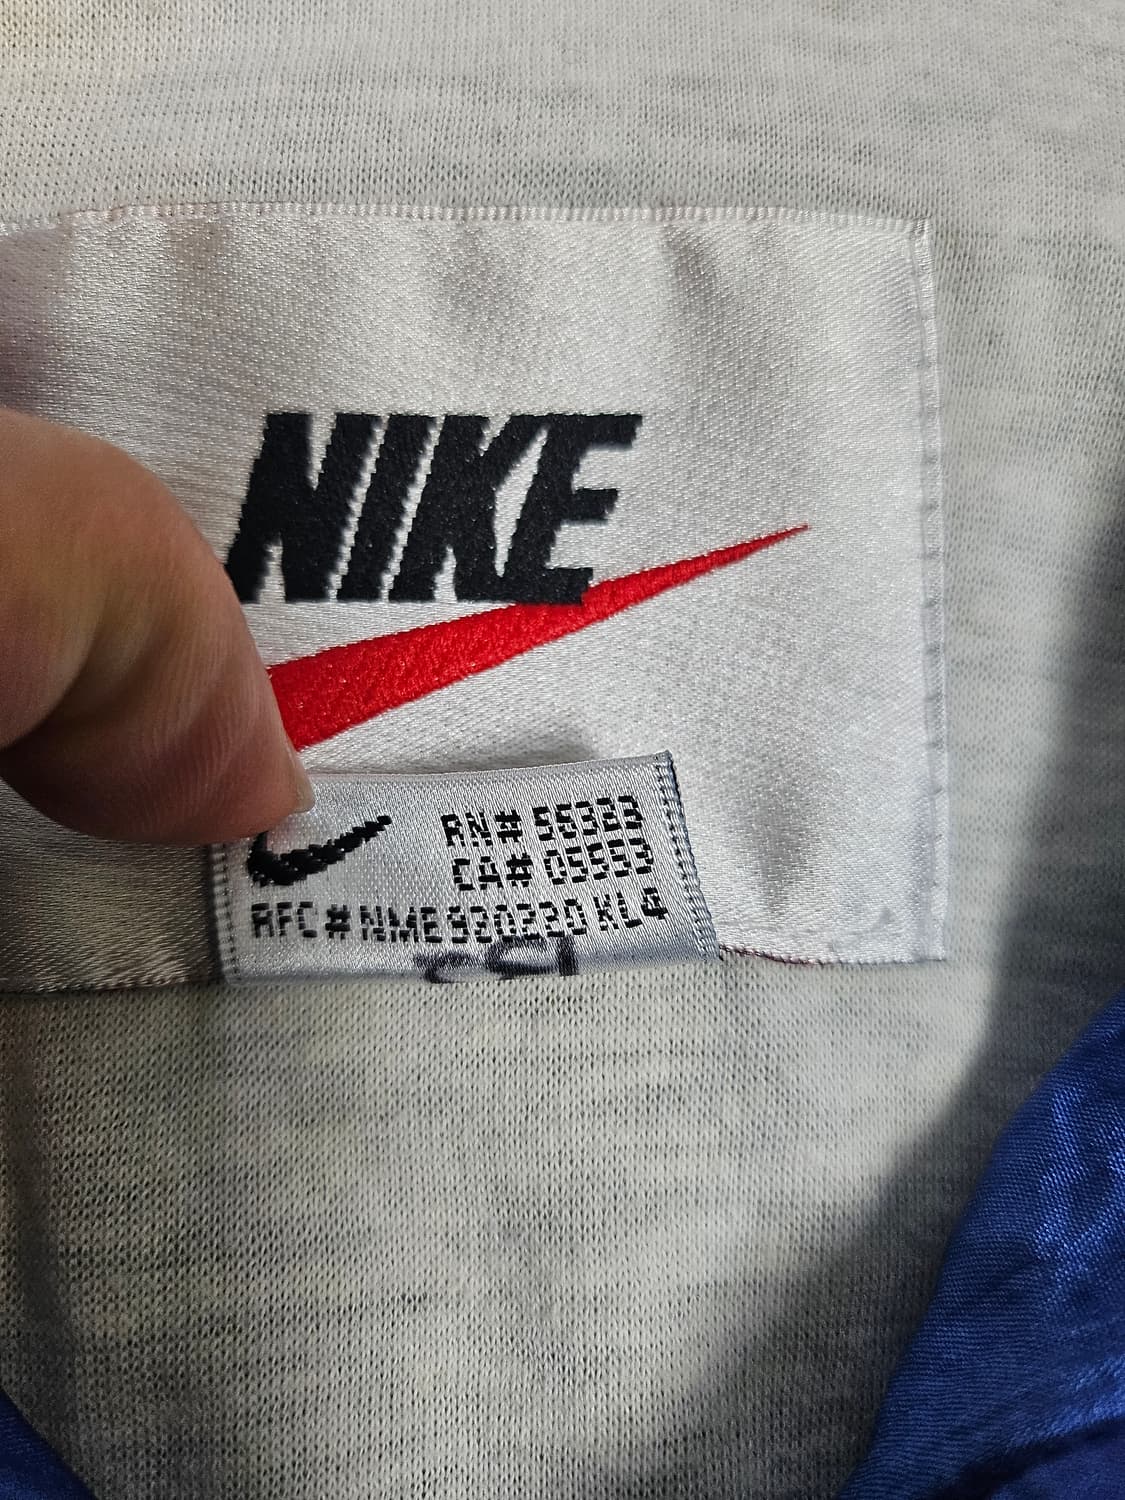 NIKE
RN# 56323
CA# 05553
RFC# NME920220 KL4